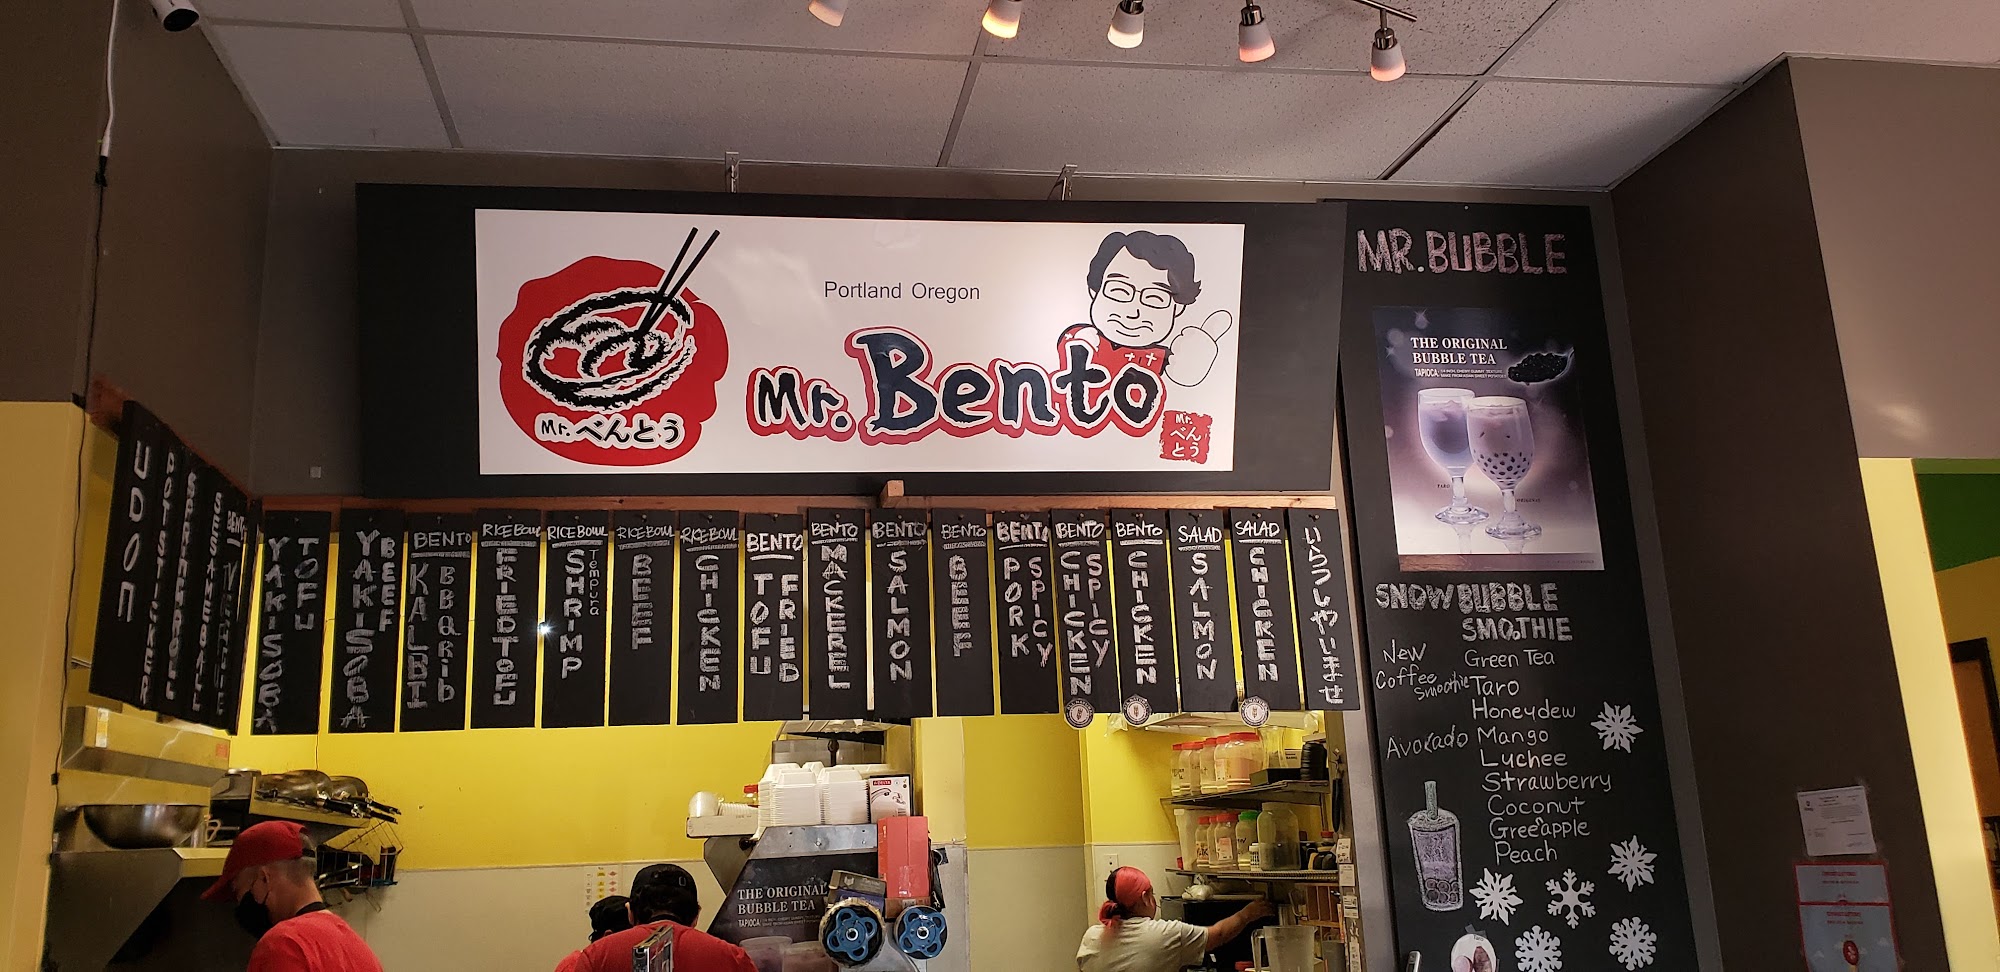 Portland Oregon
Mr. Bento
Mr. べんとう
Mr.
べん
とう
UDON
POTSTICKER
TOFU
YAKISOBA
BEEF
YAKISOBA
BENTO
BBQ Rib
KALBI
RICE BOWL
FRIED TOFU
RICE BOWL
Tempura
SHRIMP
RICE BOWL
BEEF
RICE BOWL
CHICKEN
BENTO
FRIED
TOFU
BENTO
MACKEREL
BENTO
SALMON
BENTO
BEEF
BENTO
SPICY
PORK
BENTO
SPICY
CHICKEN
BENTO
CHICKEN
SALAD
SALMON
SALAD
CHICKEN
いらっしゃいませ
MR. BUBBLE
THE ORIGINAL
BUBBLE TEA
TAPIOCA
SNOW BUBBLE
SMOOTHIE
New
Coffee
Smoothie
Avocado
Green Tea
Taro
Honeydew
Mango
Luchee
Strawberry
Coconut
Greenapple
Peach
THE ORIGINAL
BUBBLE TEA
TAPIOCA